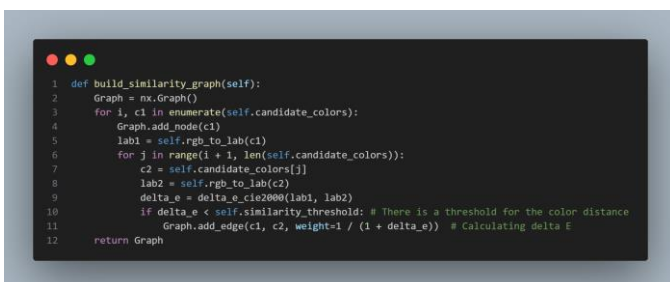 1 def build_similarity_graph(self):
2     Graph = nx.Graph()
3     for i, c1 in enumerate(self.candidate_colors):
4         Graph.add_node(c1)
5         lab1 = self.rgb_to_lab(c1)
6         for j in range(i + 1, len(self.candidate_colors)):
7             c2 = self.candidate_colors[j]
8             lab2 = self.rgb_to_lab(c2)
9             delta_e = delta_e_cie2000(lab1, lab2)
10             if delta_e < self.similarity_threshold: # There is a threshold for the color distance
11                 Graph.add_edge(c1, c2, weight=1 / (1 + delta_e))  # Calculating delta E
12     return Graph